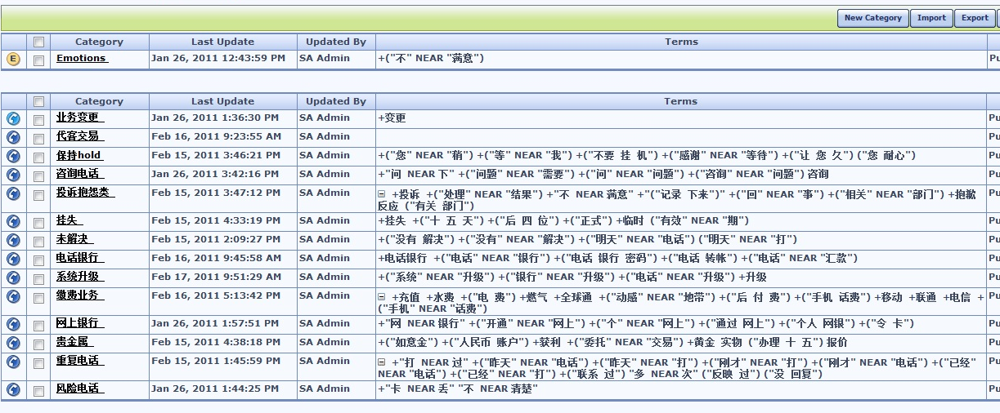 New Category Import Export
Category Last Update Updated By Terms
E Emotions Jan 26, 2011 12:43:59 PM SA Admin +("不" NEAR "满意") Pu
Category Last Update Updated By Terms
业务变更 Jan 26, 2011 1:36:30 PM SA Admin +变更 Pu
代客交易 Feb 16, 2011 9:23:55 AM SA Admin Pu
保持hold Feb 15, 2011 3:46:21 PM SA Admin +("您" NEAR "稍") +("等" NEAR "我") +("不要 挂 机") +("感谢" NEAR "等待") +("让 您 久") ("您 耐心") Pu
咨询电话 Jan 26, 2011 3:42:16 PM SA Admin +"问 NEAR 下" +("问题" NEAR "需要") +("问" NEAR "问题") +("咨询" NEAR "问题") 咨询 Pu
投诉抱怨类 Feb 15, 2011 3:47:12 PM SA Admin +投诉 +("处理" NEAR "结果") +"不 NEAR 满意" +"("记录 下来")" +("回" NEAR "事") +("相关" NEAR "部门") +抱歉 Pu
反应 ("有关 部门")
挂失 Feb 15, 2011 4:33:19 PM SA Admin +挂失 +("十 五 天") +("后 四 位") +("正式") +临时 ("有效" NEAR "期") Pu
未解决 Feb 15, 2011 2:09:27 PM SA Admin +("没有 解决") +("没有" NEAR "解决") +("明天" NEAR "电话") ("明天" NEAR "打") Pu
电话银行 Feb 16, 2011 9:45:58 AM SA Admin +电话银行 +("电话" NEAR "银行") +("电话 银行 密码") +("电话 转帐") +("电话" NEAR "汇款") Pu
系统升级 Feb 17, 2011 9:51:29 AM SA Admin +("系统" NEAR "升级") +("银行" NEAR "升级") +("电话" NEAR "升级") +升级 Pu
缴费业务 Feb 16, 2011 5:13:42 PM SA Admin +充值 +水费 +("电 费") +燃气 +全球通 +("动感" NEAR "地带") +("后 付 费") +("手机 话费") +移动 +联通 +电信 + Pu
("手机" NEAR "话费")
网上银行 Jan 26, 2011 1:57:51 PM SA Admin +"网 NEAR 银行" +("开通" NEAR "网上") +("个" NEAR "网上") +("通过 网上") +("个人 网银") +("令 卡") Pu
贵金属 Feb 15, 2011 4:38:18 PM SA Admin +("如意金") +("人民币 账户") +获利 +("委托" NEAR "交易") +黄金 实物 ("办理 十 五") 报价 Pu
重复电话 Feb 15, 2011 1:45:59 PM SA Admin +"打 NEAR 过" +("昨天" NEAR "电话") +("昨天" NEAR "打") +("刚才" NEAR "打") +("刚才" NEAR "电话") +("已经" Pu
NEAR "电话") +("已经" NEAR "打") +("联系 过") "多 NEAR 次" ("反映 过") ("没 回复")
风险电话 Jan 26, 2011 1:44:25 PM SA Admin +"卡 NEAR 丢" "不 NEAR 清楚" Pu